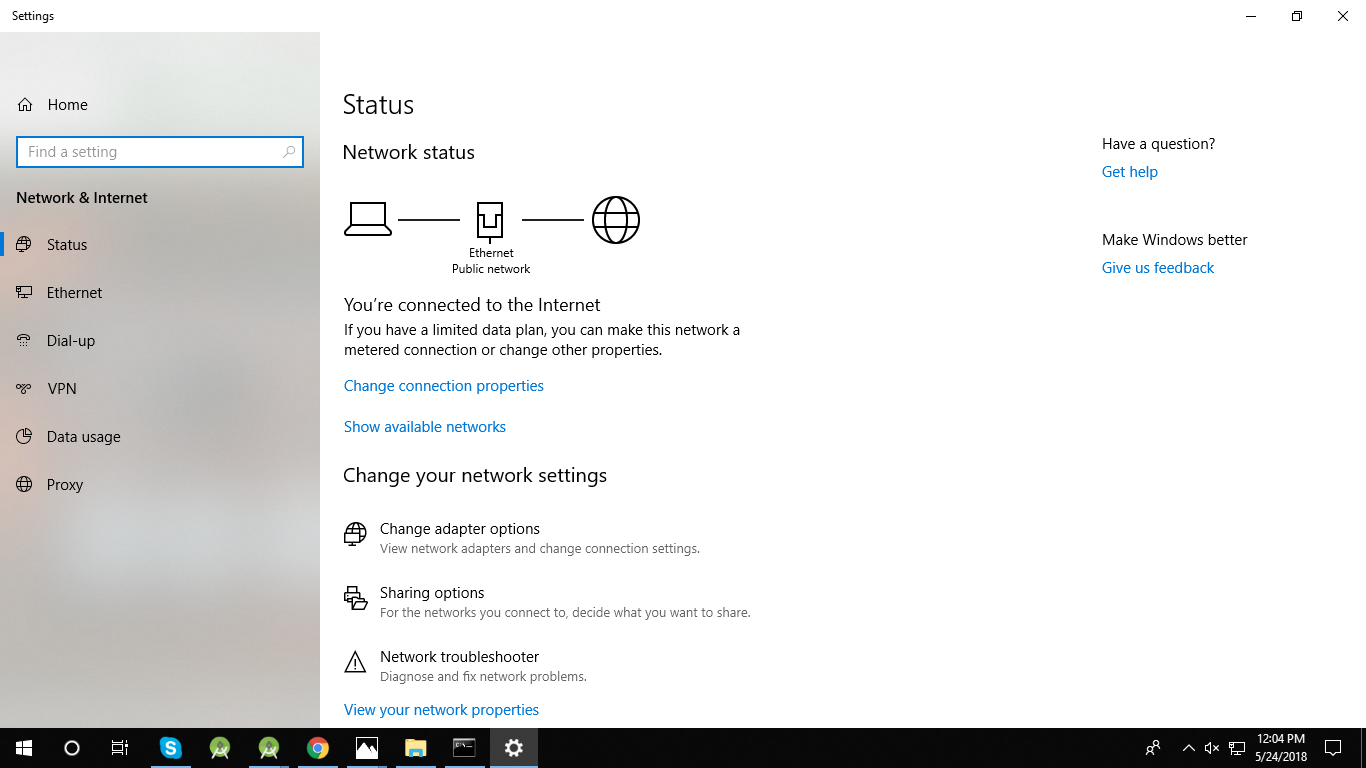 Settings
Home
Find a setting
Network & Internet
Status
Ethernet
Dial-up
VPN
Data usage
Proxy
Status
Network status
Ethernet
Public network
You're connected to the Internet
If you have a limited data plan, you can make this network a
metered connection or change other properties.
Change connection properties
Show available networks
Change your network settings
Change adapter options
View network adapters and change connection settings.
Sharing options
For the networks you connect to, decide what you want to share.
Network troubleshooter
Diagnose and fix network problems.
View your network properties
Have a question?
Get help
Make Windows better
Give us feedback
12:04 PM
5/24/2018